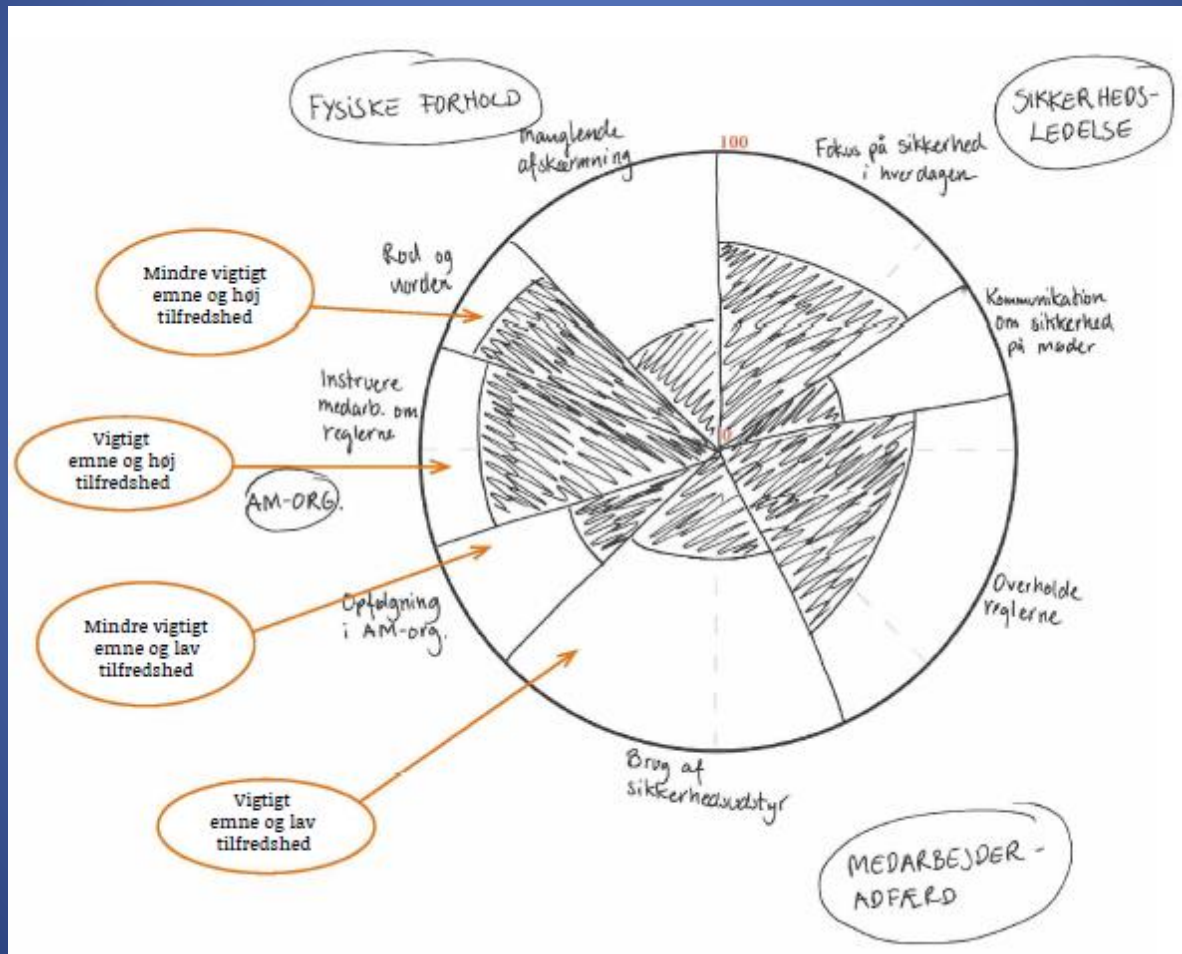 FYSISKE FORHOLD
SIKKERHEDS-
LEDELSE
manglende
afskærmning
100
Fokus på sikkerhed
i hverdagen
Rod og
uorden
Mindre vigtigt
emne og høj
tilfredshed
Kommunikation
om sikkerhed
på møder
Instruere
medarb. om
reglerne
0
Vigtigt
emne og høj
tilfredshed
AM-ORG.
Overholde
reglerne
Opfølgning
i AM-org.
Mindre vigtigt
emne og lav
tilfredshed
Brug af
sikkerhedsudstyr
Vigtigt
emne og lav
tilfredshed
MEDARBEJDER-
ADFÆRD